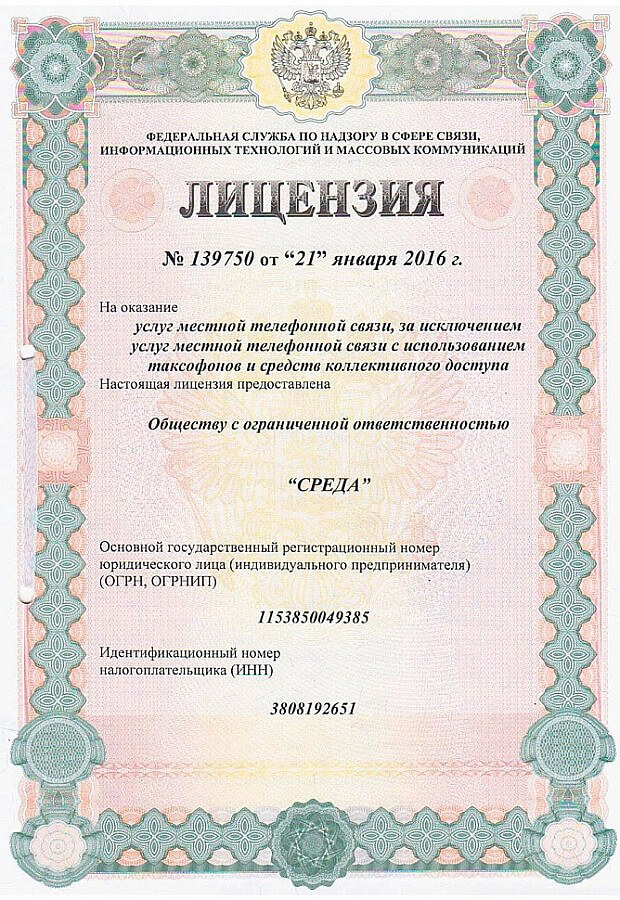 ФЕДЕРАЛЬНАЯ СЛУЖБА ПО НАДЗОРУ В СФЕРЕ СВЯЗИ,
ИНФОРМАЦИОННЫХ ТЕХНОЛОГИЙ И МАССОВЫХ КОММУНИКАЦИЙ
ЛИЦЕНЗИЯ
№ 139750 от “21” января 2016 г.
На оказание
услуг местной телефонной связи, за исключением
услуг местной телефонной связи с использованием
таксофонов и средств коллективного доступа
Настоящая лицензия предоставлена
Обществу с ограниченной ответственностью
“СРЕДА”
Основной государственный регистрационный номер
юридического лица (индивидуального предпринимателя)
(ОГРН, ОГРНИП)
1153850049385
Идентификационный номер
налогоплательщика (ИНН)
3808192651